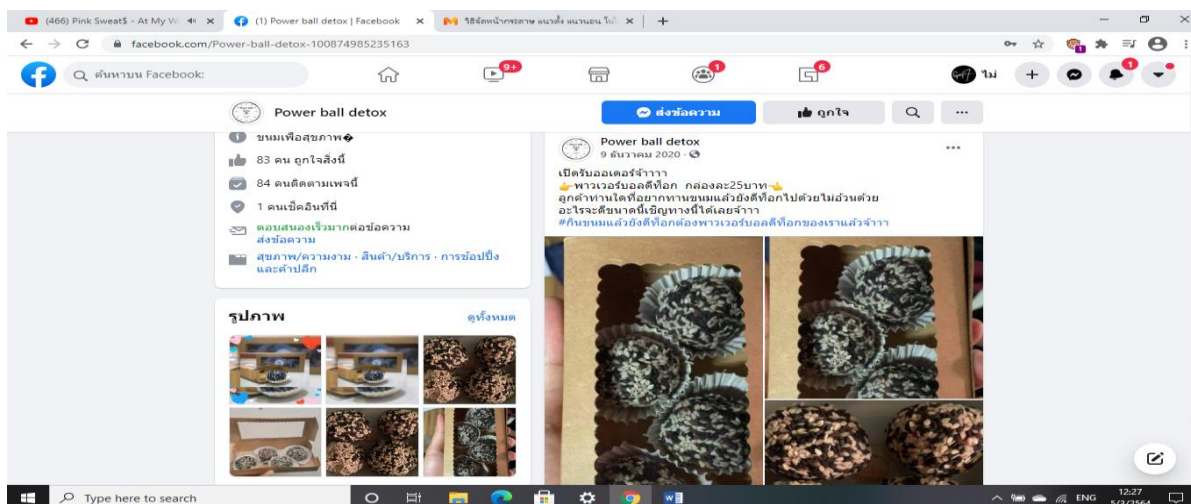 (466) Pink Sweat$ - At My W
(1) Power ball detox | Facebook
วิธีจัดหน้ากระดาษ แนวตั้ง แนวนอน ใน
facebook.com/Power-ball-detox-100874985235163
ค้นหาบน Facebook:
9+
1
6
ไม่
1
Power ball detox
ส่งข้อความ
ถูกใจ
ขนมเพื่อสุขภาพ�
83 คน ถูกใจสิ่งนี้
84 คนติดตามเพจนี้
1 คนเช็คอินที่นี่
ตอบสนองเร็วมากต่อข้อความ
ส่งข้อความ
สุขภาพ/ความงาม · สินค้า/บริการ · การช้อปปิ้ง
และค้าปลีก
รูปภาพ
ดูทั้งหมด
Power ball detox
9 ธันวาคม 2020
เปิดรับออเดอร์จ้าาาา
👉พาวเวอร์บอลดีท็อก กล่องละ25บาท👈
ลูกค้าท่านใดที่อยากทานขนมแล้วยังดีท็อกไปด้วยไม่อ้วนด้วย
อะไรจะดีขนาดนี้เชิญทางนี้ได้เลยจ้าาา
#กินขนมแล้วยังดีท็อกต้องพาวเวอร์บอลดีท็อกของเราแล้วจ้าาา
Type here to search
ENG
12:27
5/3/2564